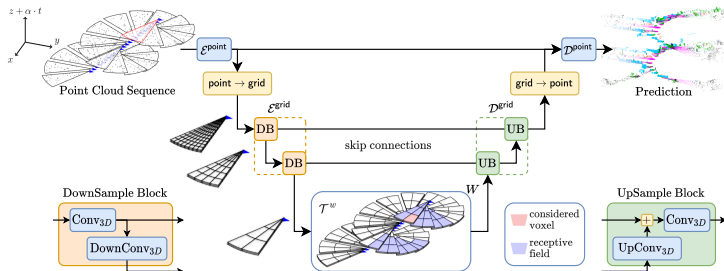 z + α · t
y
x
Point Cloud Sequence
ℰ^point
𝒟^point
Prediction
point → grid
grid → point
ℰ^grid
𝒟^grid
DB
UB
skip connections
DB
UB
DownSample Block
Conv₃D
DownConv₃D
𝒯^w
W
considered
voxel
receptive
field
UpSample Block
+
Conv₃D
UpConv₃D